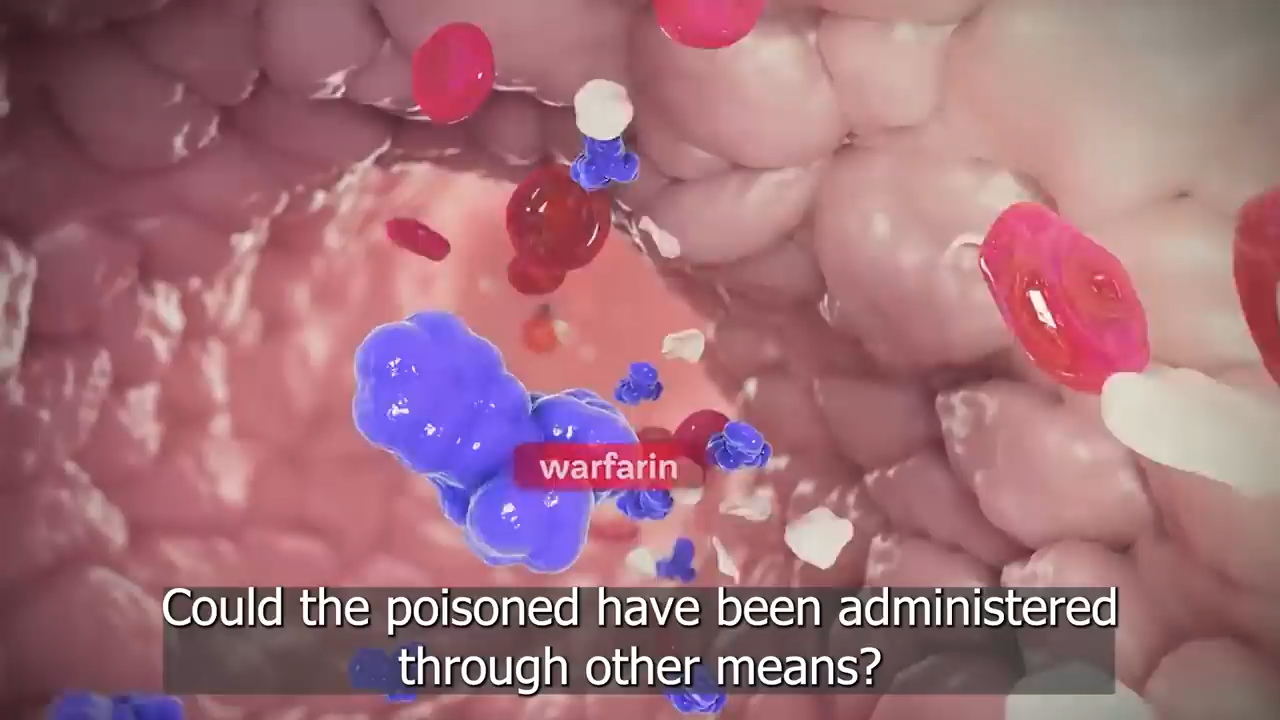 warfarin
Could the poisoned have been administered
through other means?